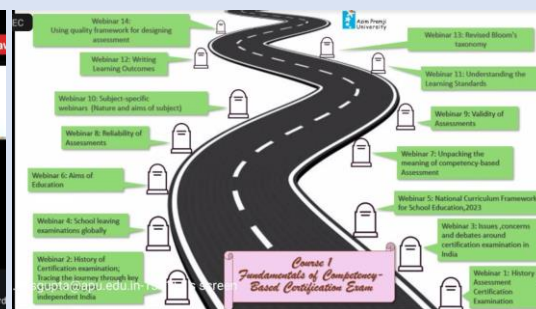 EC
Azim Premji
University
Webinar 14:
Using quality framework for designing
assessment
Webinar 13: Revised Bloom's
taxonomy
Webinar 12: Writing
Learning Outcomes
Webinar 11: Understanding the
Learning Standards
Webinar 10: Subject-specific
webinars (Nature and aims of subject)
Webinar 9: Validity of
Assessments
Webinar 8: Reliability of
Assessments
Webinar 7: Unpacking the
meaning of competency-based
Assessment
Webinar 6: Aims of
Education
Webinar 5: National Curriculum Framework
for School Education,2023
Webinar 4: School leaving
examinations globally
Webinar 3: Issues ,concerns
and debates around
certification examination in
India
Webinar 2: History of
Certification examination;
Tracing the journey through key
independent India
Webinar 1: History
Assessment
Certification
Examination
Course 1
Fundamentals of Competency-
Based Certification Exam
screen